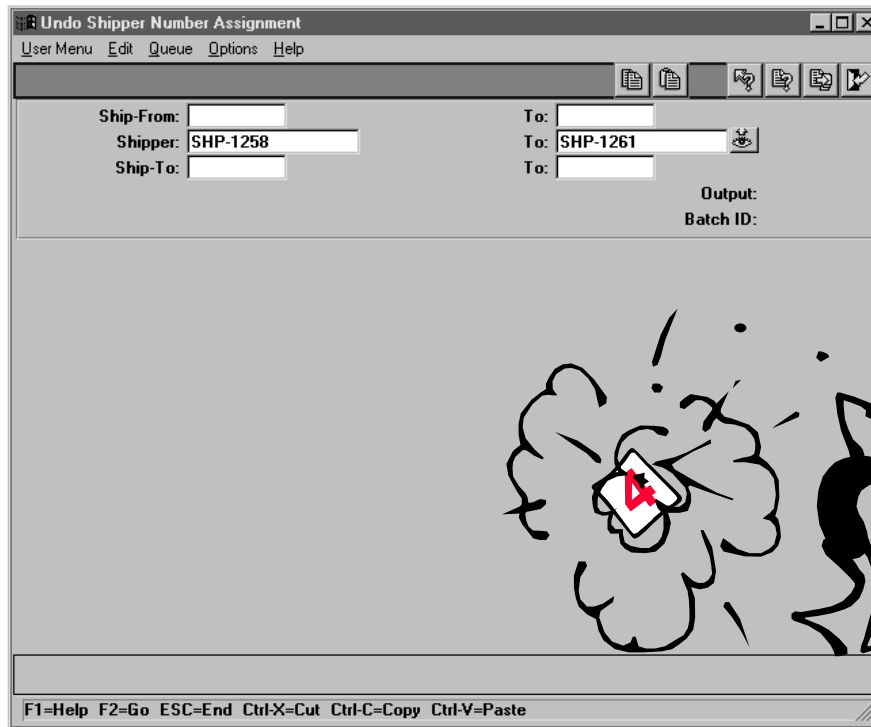 Undo Shipper Number Assignment
User Menu Edit Queue Options Help
Ship-From: To:
Shipper: SHP-1258 To: SHP-1261
Ship-To: To:
Output:
Batch ID:
4
F1=Help F2=Go ESC=End Ctrl-X=Cut Ctrl-C=Copy Ctrl-V=Paste